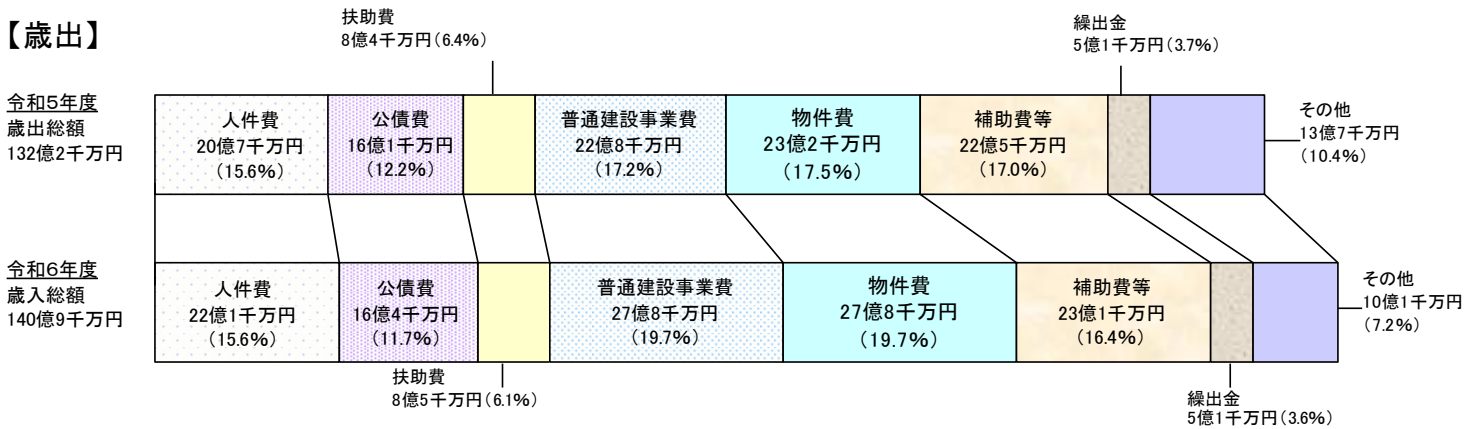 【歳出】
扶助費
8億4千万円(6.4%)
繰出金
5億1千万円(3.7%)
令和5年度
歳出総額
132億2千万円
人件費
20億7千万円
(15.6%)
公債費
16億1千万円
(12.2%)
普通建設事業費
22億8千万円
(17.2%)
物件費
23億2千万円
(17.5%)
補助費等
22億5千万円
(17.0%)
その他
13億7千万円
(10.4%)
令和6年度
歳入総額
140億9千万円
人件費
22億1千万円
(15.6%)
公債費
16億4千万円
(11.7%)
普通建設事業費
27億8千万円
(19.7%)
物件費
27億8千万円
(19.7%)
補助費等
23億1千万円
(16.4%)
その他
10億1千万円
(7.2%)
扶助費
8億5千万円(6.1%)
繰出金
5億1千万円(3.6%)